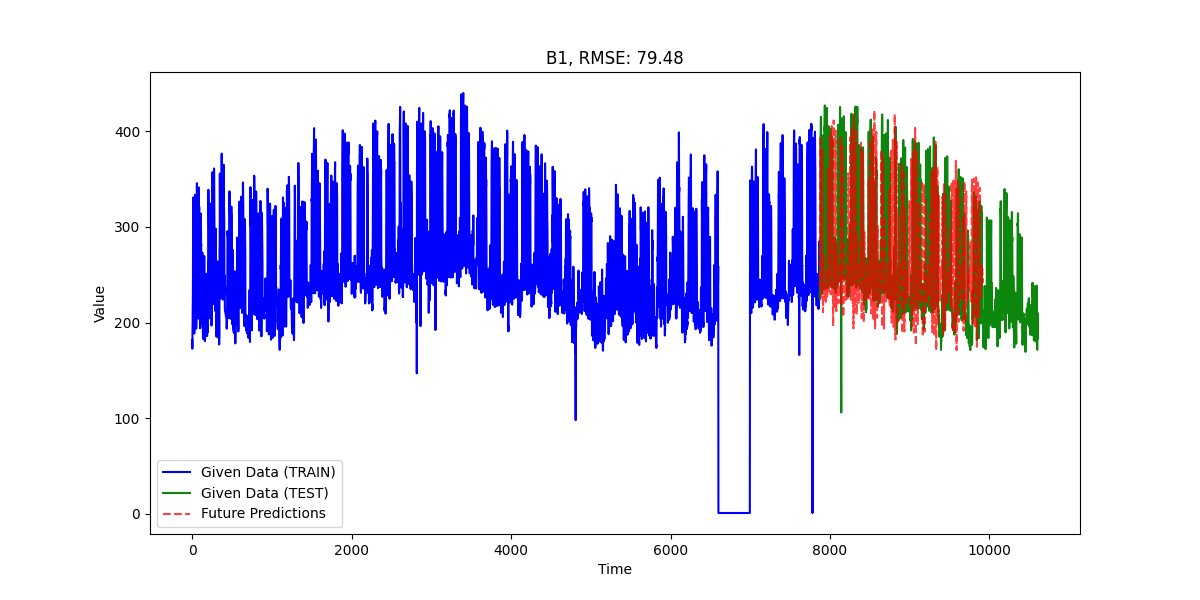 B1, RMSE: 79.48
Value
400
300
200
100
0
Given Data (TRAIN)
Given Data (TEST)
Future Predictions
0 2000 4000 6000 8000 10000
Time